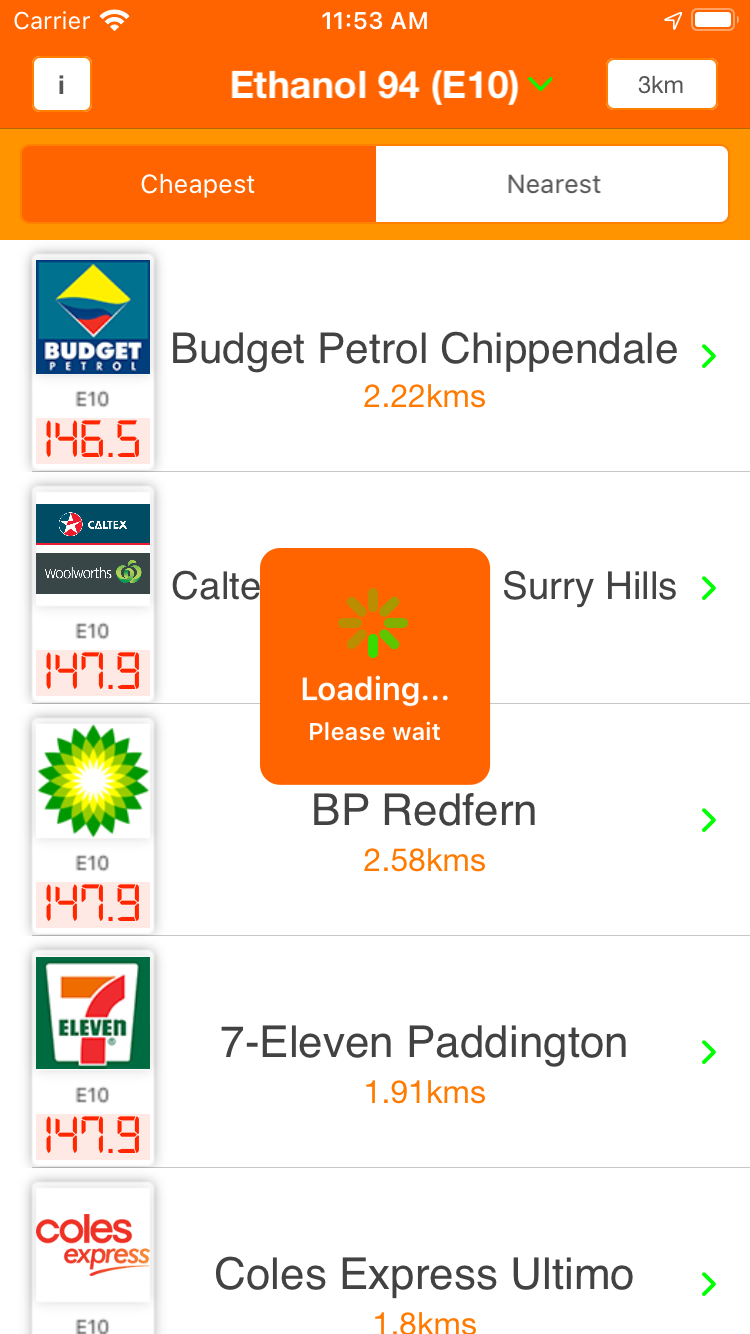 Carrier 11:53 AM
i Ethanol 94 (E10) 3km
Cheapest Nearest
BUDGET
PETROL
E10
146.5
Budget Petrol Chippendale
2.22kms
CALTEX
woolworths
E10
147.9
Surry Hills
Loading...
Please wait
E10
147.9
BP Redfern
2.58kms
7
ELEVEN
®
E10
147.9
7-Eleven Paddington
1.91kms
coles
express
E10
Coles Express Ultimo
1.8kms